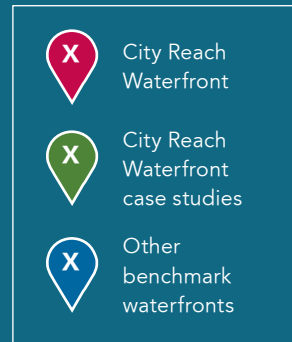 X
City Reach
Waterfront
X
City Reach
Waterfront
case studies
X
Other
benchmark
waterfronts